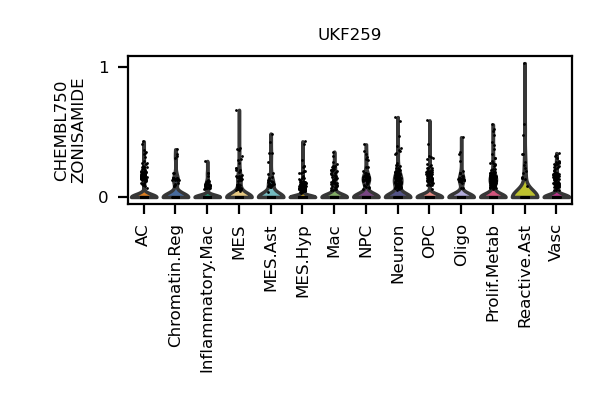 UKF259
CHEMBL750
ZONISAMIDE
1
0
AC
Chromatin.Reg
Inflammatory.Mac
MES
MES.Ast
MES.Hyp
Mac
NPC
Neuron
OPC
Oligo
Prolif.Metab
Reactive.Ast
Vasc